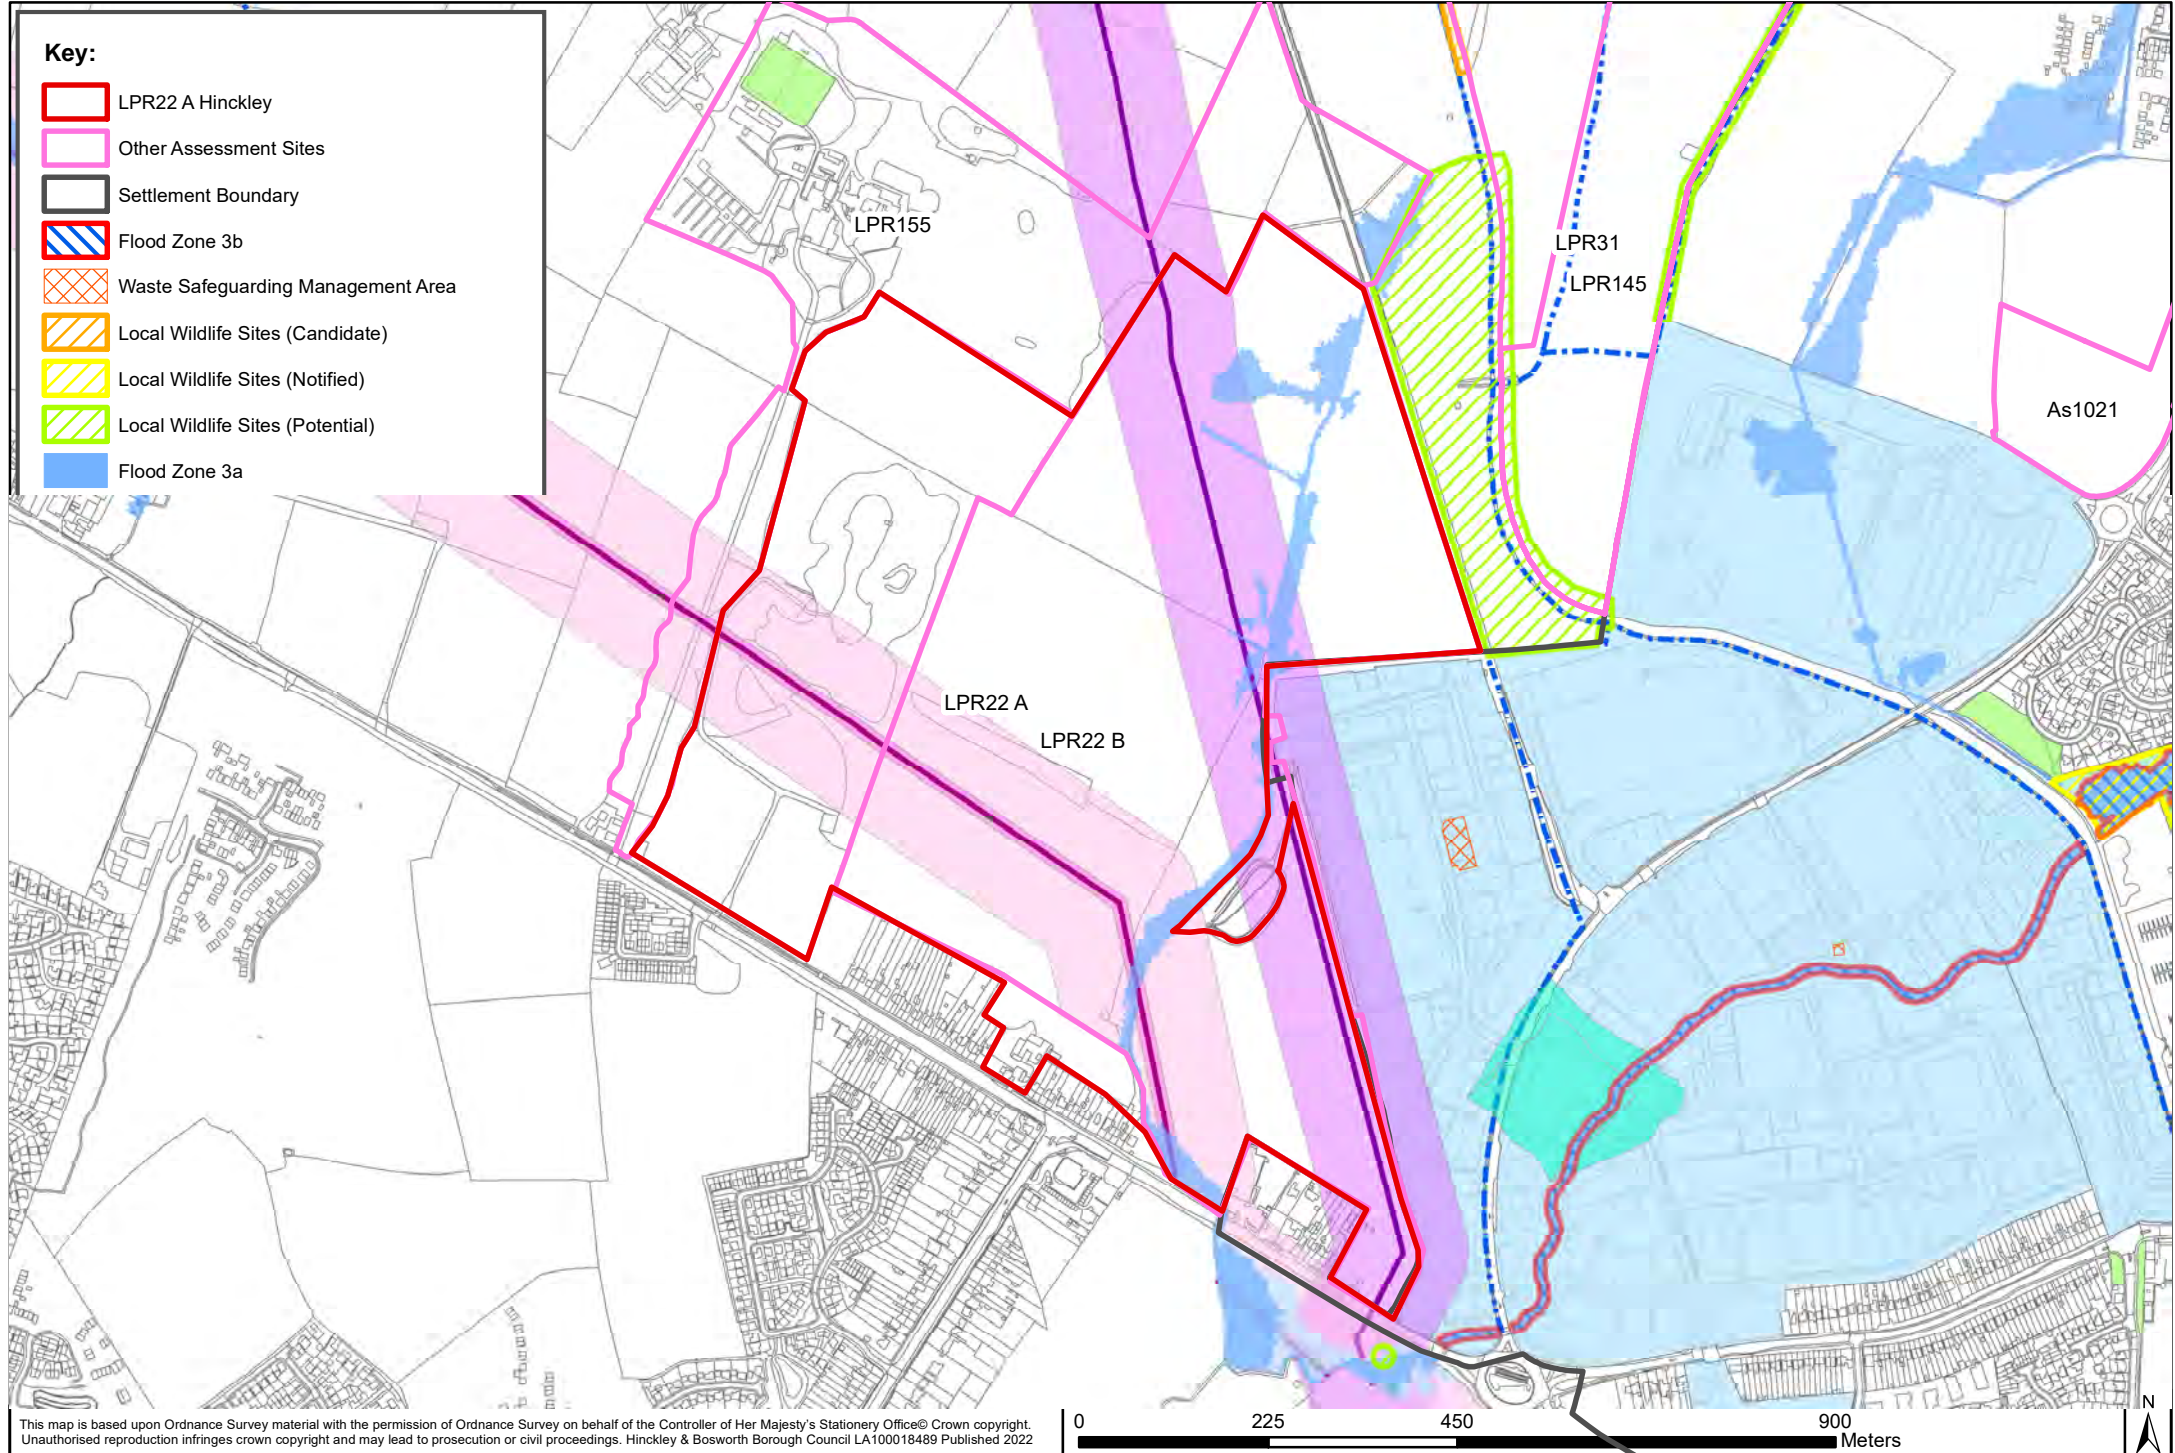 Key:
LPR22 A Hinckley
Other Assessment Sites
Settlement Boundary
Flood Zone 3b
Waste Safeguarding Management Area
Local Wildlife Sites (Candidate)
Local Wildlife Sites (Notified)
Local Wildlife Sites (Potential)
Flood Zone 3a
LPR155
LPR31
LPR145
As1021
LPR22 A
LPR22 B
This map is based upon Ordnance Survey material with the permission of Ordnance Survey on behalf of the Controller of Her Majesty's Stationery Office© Crown copyright.
Unauthorised reproduction infringes crown copyright and may lead to prosecution or civil proceedings. Hinckley & Bosworth Borough Council LA100018489 Published 2022
0 225 450 900
Meters
N